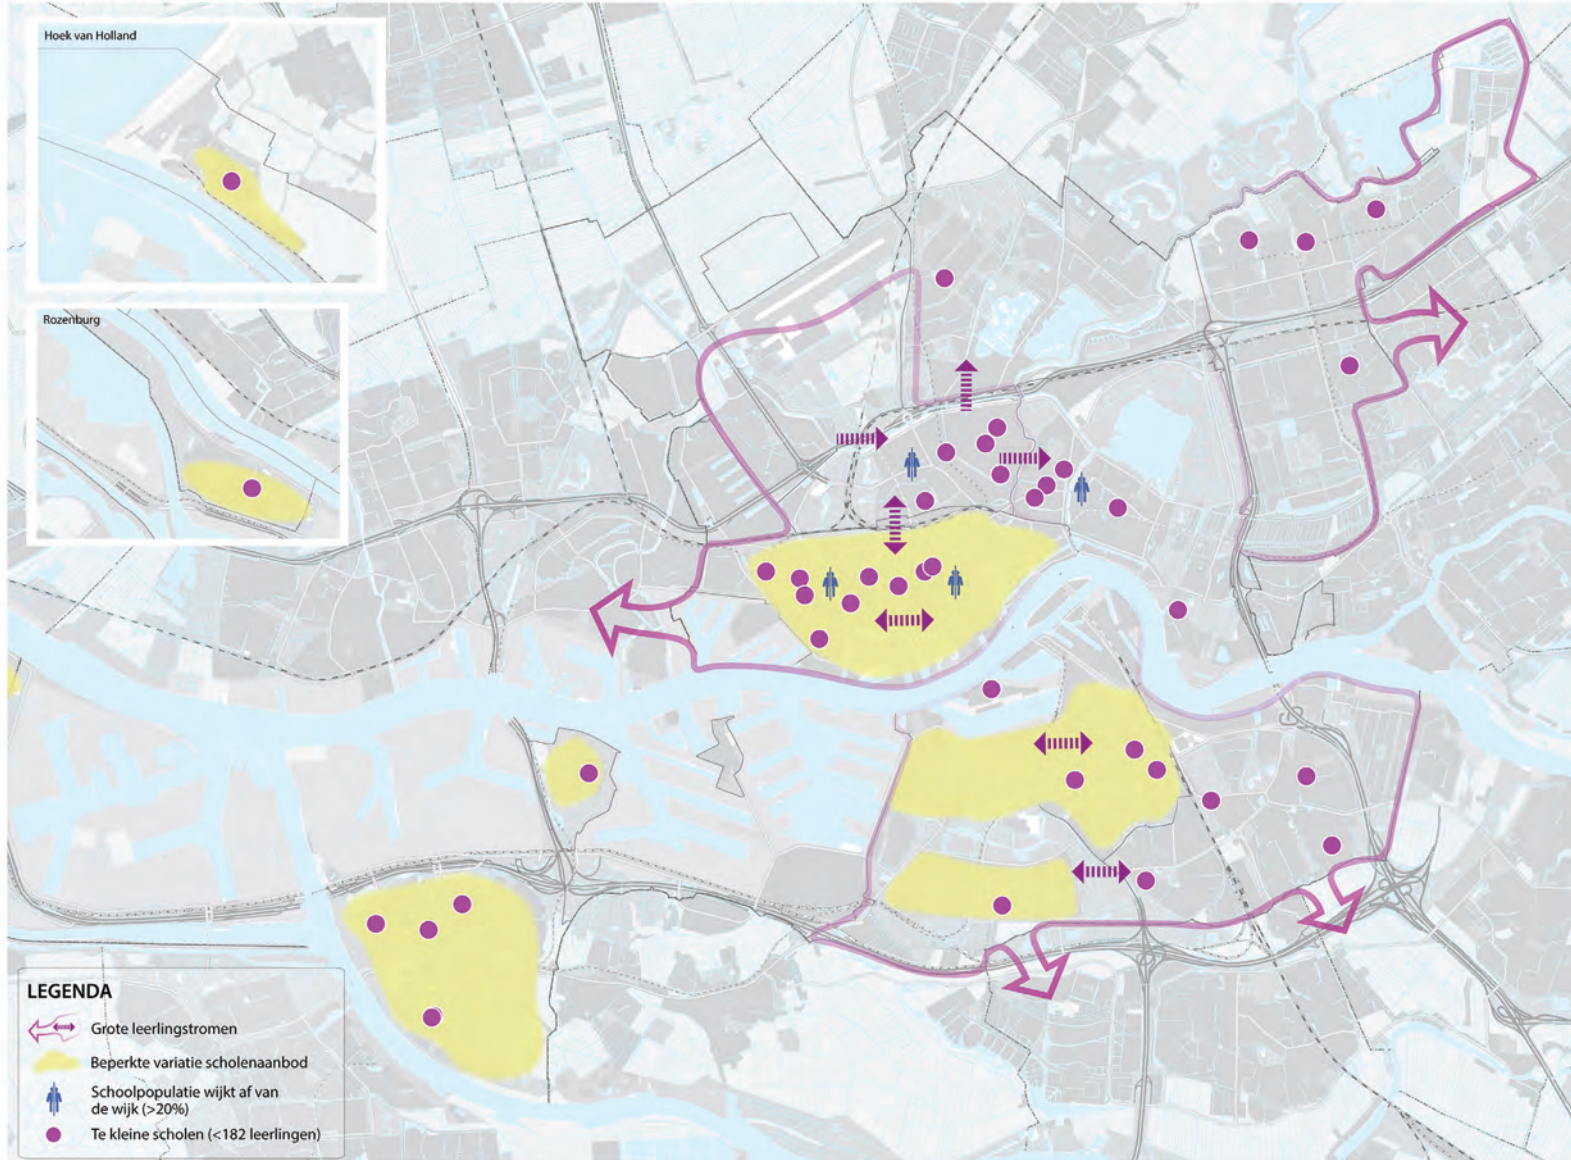 Hoek van Holland
Rozenburg
LEGENDA
Grote leerlingstromen
Beperkte variatie scholenaanbod
Schoolpopulatie wijkt af van
de wijk (>20%)
Te kleine scholen (<182 leerlingen)